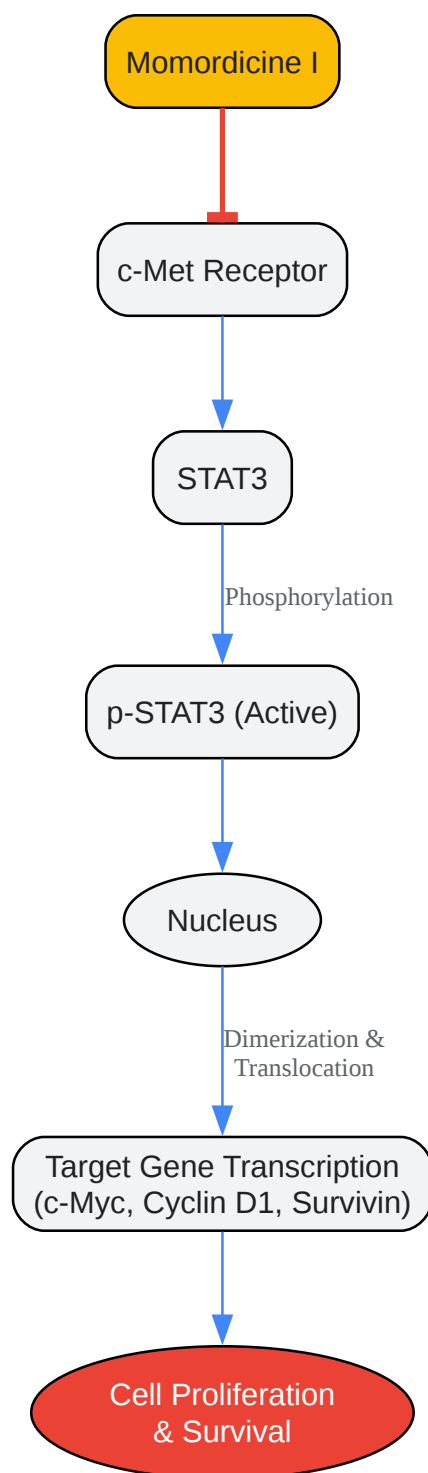 Momordicine I
c-Met Receptor
STAT3
Phosphorylation
p-STAT3 (Active)
Nucleus
Dimerization &
Translocation
Target Gene Transcription
(c-Myc, Cyclin D1, Survivin)
Cell Proliferation
& Survival